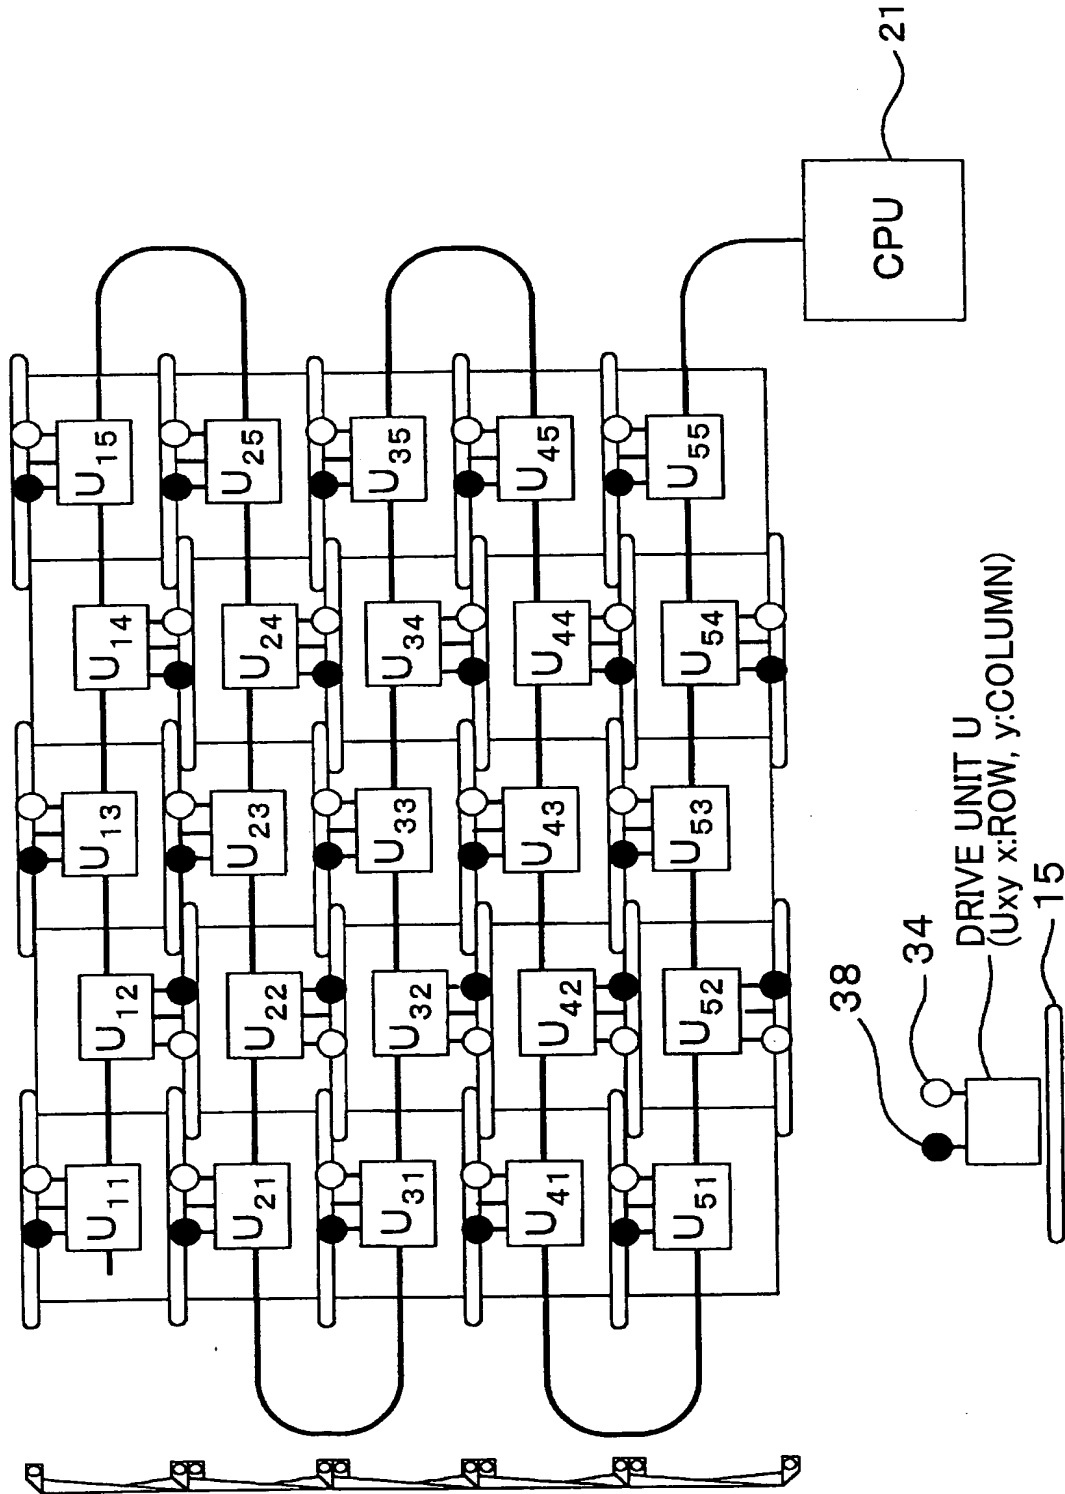 U11
U12
U13
U14
U15
U21
U22
U23
U24
U25
U31
U32
U33
U34
U35
U41
U42
U43
U44
U45
U51
U52
U53
U54
U55
CPU
21
38
34
DRIVE UNIT U
(Uxy x:ROW, y:COLUMN)
15